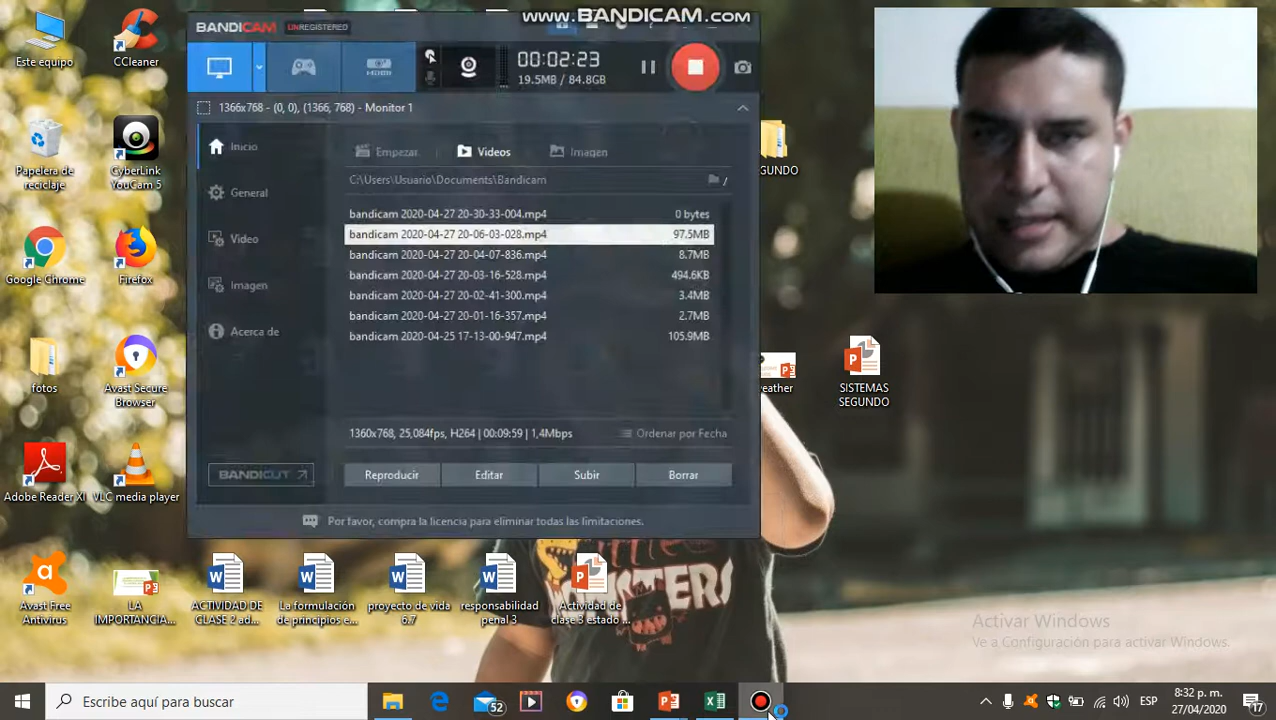 www.BANDICAM.com
BANDICAM UNREGISTERED
00:02:23
19.5MB / 84.8GB
HDMI
1366x768 - (0, 0), (1366, 768) - Monitor 1
Inicio
General
Video
Imagen
Acerca de
BANDICUT
Empezar
Videos
Imagen
C:\Users\Usuario\Documents\Bandicam
/
bandicam 2020-04-27 20-30-33-004.mp4 0 bytes
bandicam 2020-04-27 20-06-03-028.mp4 97.5MB
bandicam 2020-04-27 20-04-07-836.mp4 8.7MB
bandicam 2020-04-27 20-03-16-528.mp4 494.6KB
bandicam 2020-04-27 20-02-41-300.mp4 3.4MB
bandicam 2020-04-27 20-01-16-357.mp4 2.7MB
bandicam 2020-04-25 17-13-00-947.mp4 105.9MB
1360x768, 25,084fps, H264 | 00:09:59 | 1,4Mbps
Ordenar por Fecha
Reproducir
Editar
Subir
Borrar
Por favor, compra la licencia para eliminar todas las limitaciones.
Este equipo
CCleaner
Papelera de
reciclaje
CyberLink
YouCam 5
Google Chrome
Firefox
fotos
Avast Secure
Browser
Adobe Reader XI
VLC media player
Avast Free
Antivirus
LA
IMPORTANCIA...
ACTIVIDAD DE
CLASE 2 ad...
La formulación
de principios e...
proyecto de vida
6.7
responsabilidad
penal 3
Actividad de
clase 3 estado ...
SISTEMAS
SEGUNDO
MONSTERS
Activar Windows
Ve a Configuración para activar Windows.
Escribe aquí para buscar
52
ESP
8:32 p. m.
27/04/2020
17